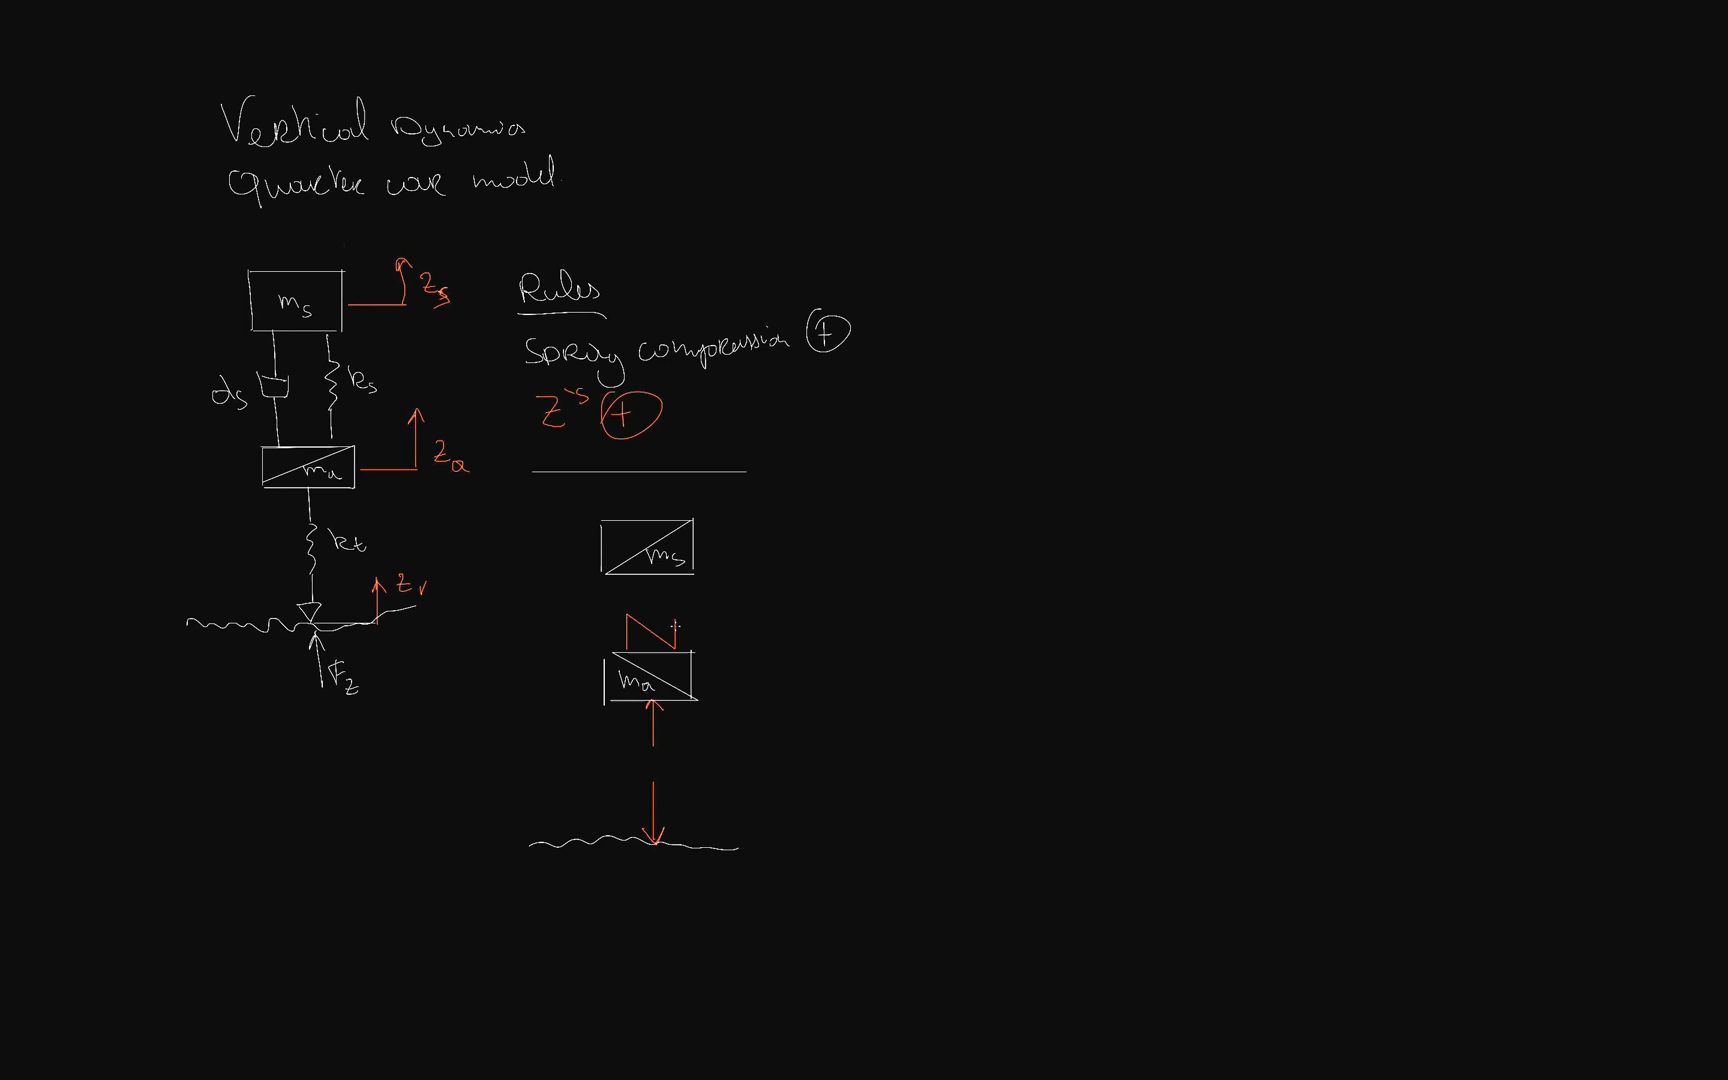 Vertical Dynamics
Quarter car model.
ms
zs
Rules
Spring compression +
ds
ks
z's +
ma
za
kt
zr
Fz
ms
ma